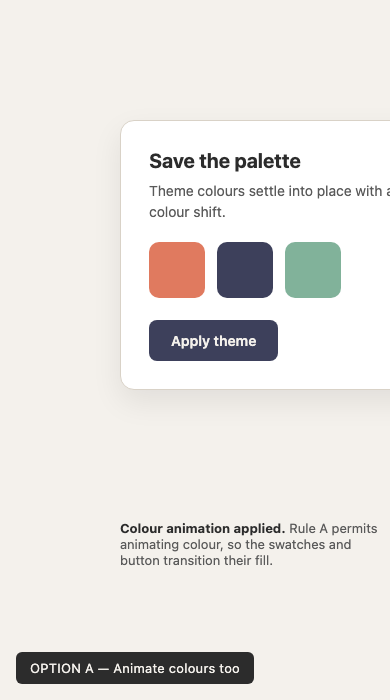 Save the palette
Theme colours settle into place with a
colour shift.
Apply theme
Colour animation applied. Rule A permits
animating colour, so the swatches and
button transition their fill.
OPTION A — Animate colours too